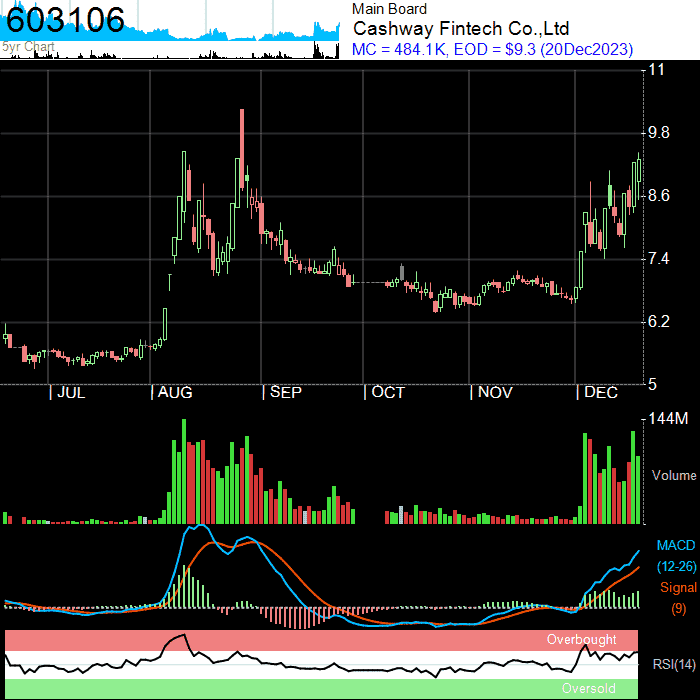 603106
5yr Chart
Main Board
Cashway Fintech Co.,Ltd
MC = 484.1K, EOD = $9.3 (20Dec2023)
11
9.8
8.6
7.4
6.2
5
JUL
AUG
SEP
OCT
NOV
DEC
144M
Volume
MACD
(12-26)
Signal
(9)
Overbought
RSI(14)
Oversold